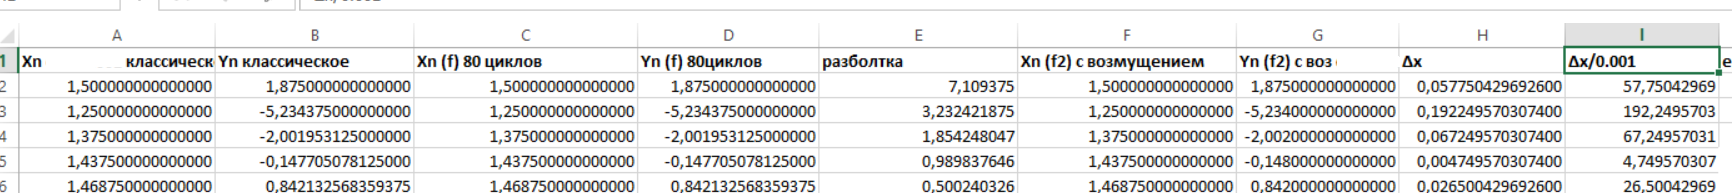 A B C D E F G H I
1 Xn классическ Yn классическое Xn (f) 80 циклов Yn (f) 80циклов разболтка Xn (f2) с возмущением Yn (f2) с воз Δx Δx/0.001 е
2 1,500000000000000 1,875000000000000 1,500000000000000 1,875000000000000 7,109375 1,500000000000000 1,875000000000000 0,057750429692600 57,75042969
3 1,250000000000000 -5,234375000000000 1,250000000000000 -5,234375000000000 3,232421875 1,250000000000000 -5,234000000000000 0,192249570307400 192,2495703
4 1,375000000000000 -2,001953125000000 1,375000000000000 -2,001953125000000 1,854248047 1,375000000000000 -2,002000000000000 0,067249570307400 67,24957031
5 1,437500000000000 -0,147705078125000 1,437500000000000 -0,147705078125000 0,989837646 1,437500000000000 -0,148000000000000 0,004749570307400 4,749570307
6 1,468750000000000 0,842132568359375 1,468750000000000 0,842132568359375 0,500240326 1,468750000000000 0,842000000000000 0,026500429692600 26,50042969